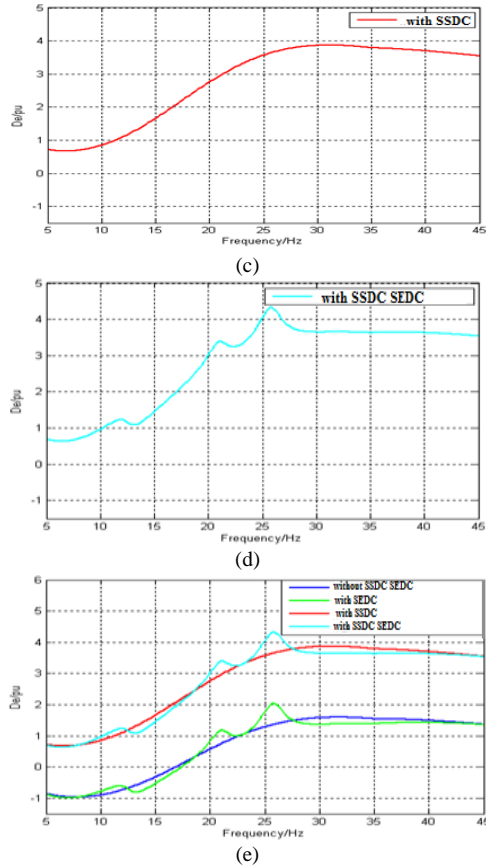 5
with SSDC
4
3
2
1
0
-1
De/pu
5 10 15 20 25 30 35 40 45
Frequency/Hz
(c)
5
with SSDC SEDC
4
3
2
1
0
-1
De/pu
5 10 15 20 25 30 35 40 45
Frequency/Hz
(d)
6
without SSDC SEDC
with SEDC
with SSDC
with SSDC SEDC
5
4
3
2
1
0
-1
De/pu
5 10 15 20 25 30 35 40 45
Frequency/Hz
(e)